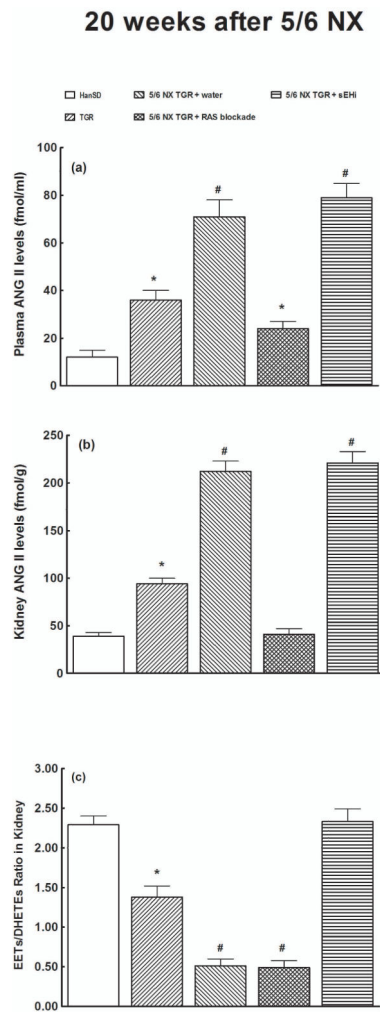 20 weeks after 5/6 NX
HanSD
5/6 NX TGR + water
5/6 NX TGR + sEHi
TGR
5/6 NX TGR + RAS blockade
(a)
Plasma ANG II levels (fmol/ml)
100
80
60
40
20
0
*
#
*
#
(b)
Kidney ANG II levels (fmol/g)
250
200
150
100
50
0
*
#
#
(c)
EETs/DHETEs Ratio in Kidney
3.00
2.50
2.00
1.50
1.00
0.50
0.00
*
#
#